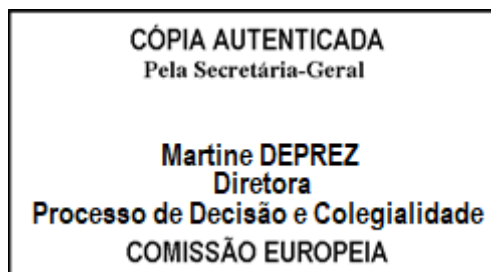 CÓPIA AUTENTICADA
Pela Secretária-Geral
Martine DEPREZ
Diretora
Processo de Decisão e Colegialidade
COMISSÃO EUROPEIA